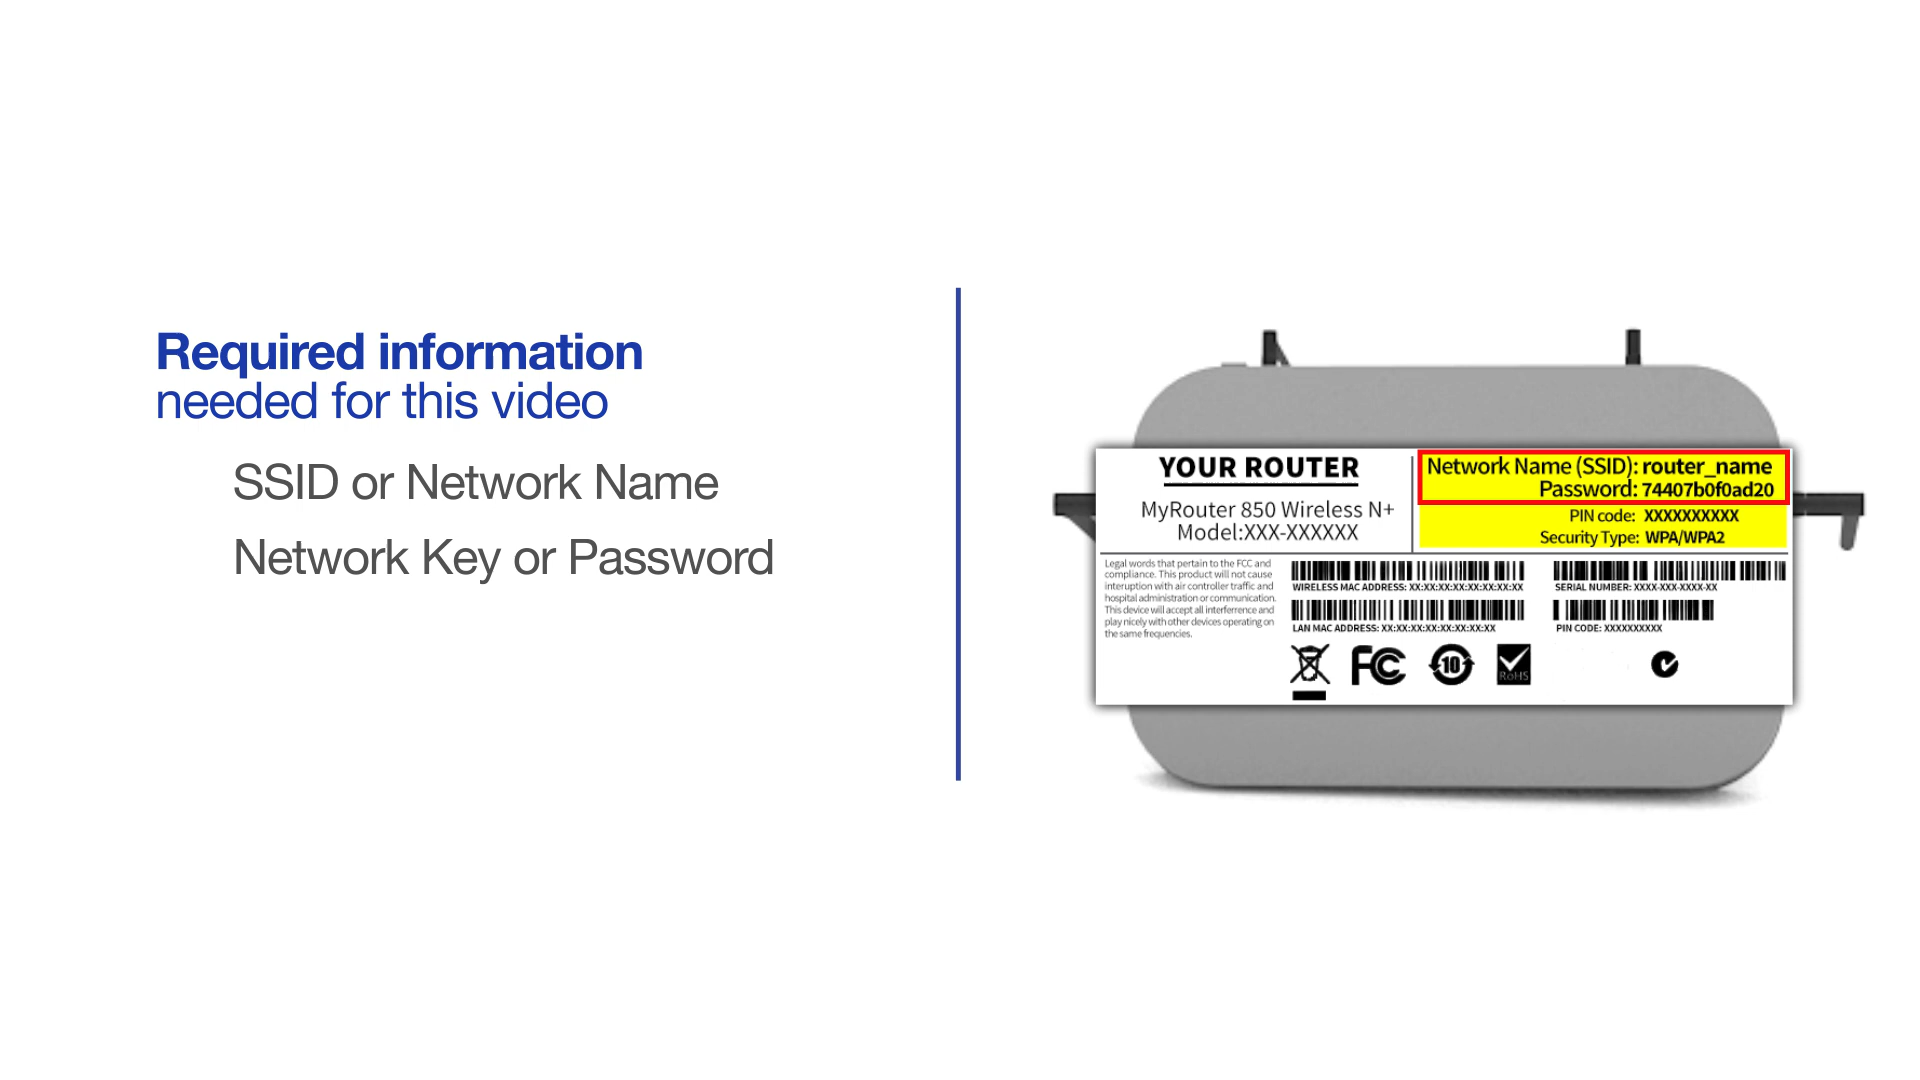 Required information
needed for this video
SSID or Network Name
Network Key or Password
YOUR ROUTER
MyRouter 850 Wireless N+
Model:XXX-XXXXXX
Network Name (SSID): router_name
Password: 74407b0f0ad20
PIN code: XXXXXXXXXX
Security Type: WPA/WPA2
Legal words that pertain to the FCC and
compliance. This product will not cause
interuption with air controller traffic and
hospital administration or communication.
This device will accept all interferrence and
play nicely with other devices operating on
the same frequencies.
WIRELESS MAC ADDRESS: XX:XX:XX:XX:XX:XX:XX:XX
LAN MAC ADDRESS: XX:XX:XX:XX:XX:XX:XX:XX
SERIAL NUMBER: XXXX-XXX-XXXX-XX
PIN CODE: XXXXXXXXXX
FC
10
RoHS